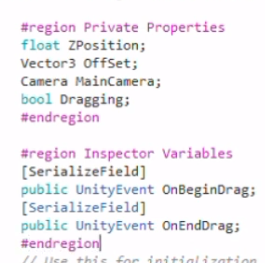 #region Private Properties
float ZPosition;
Vector3 OffSet;
Camera MainCamera;
bool Dragging;
#endregion

#region Inspector Variables
[SerializeField]
public UnityEvent OnBeginDrag;
[SerializeField]
public UnityEvent OnEndDrag;
#endregion
// Use this for initialization